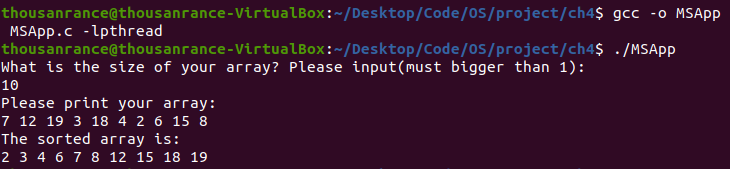 thousanrance@thousanrance-VirtualBox:~/Desktop/Code/OS/project/ch4$ gcc -o MSApp
MSApp.c -lpthread
thousanrance@thousanrance-VirtualBox:~/Desktop/Code/OS/project/ch4$ ./MSApp
What is the size of your array? Please input(must bigger than 1):
10
Please print your array:
7 12 19 3 18 4 2 6 15 8
The sorted array is:
2 3 4 6 7 8 12 15 18 19